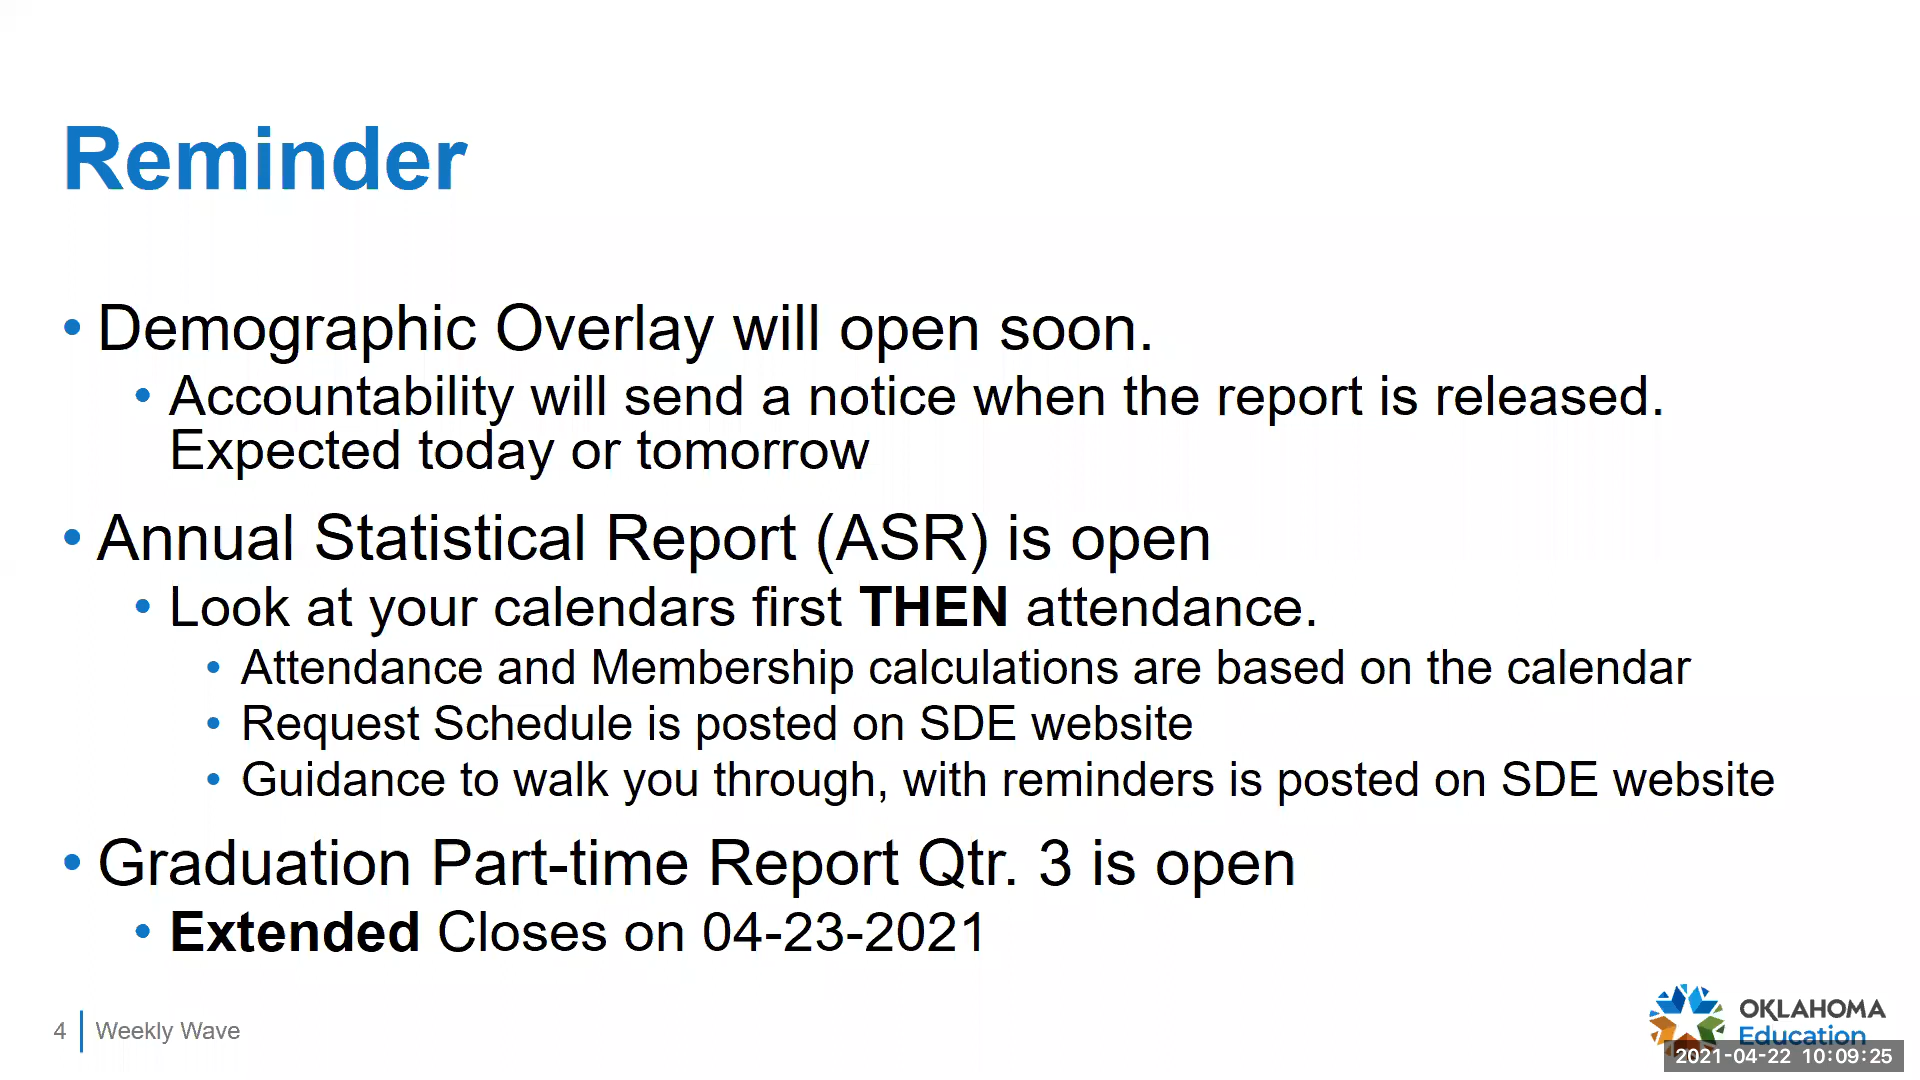 Reminder
• Demographic Overlay will open soon.
• Accountability will send a notice when the report is released.
Expected today or tomorrow
• Annual Statistical Report (ASR) is open
• Look at your calendars first THEN attendance.
• Attendance and Membership calculations are based on the calendar
• Request Schedule is posted on SDE website
• Guidance to walk you through, with reminders is posted on SDE website
• Graduation Part-time Report Qtr. 3 is open
• Extended Closes on 04-23-2021
4 Weekly Wave
OKLAHOMA
Education
2021-04-22 10:09:25